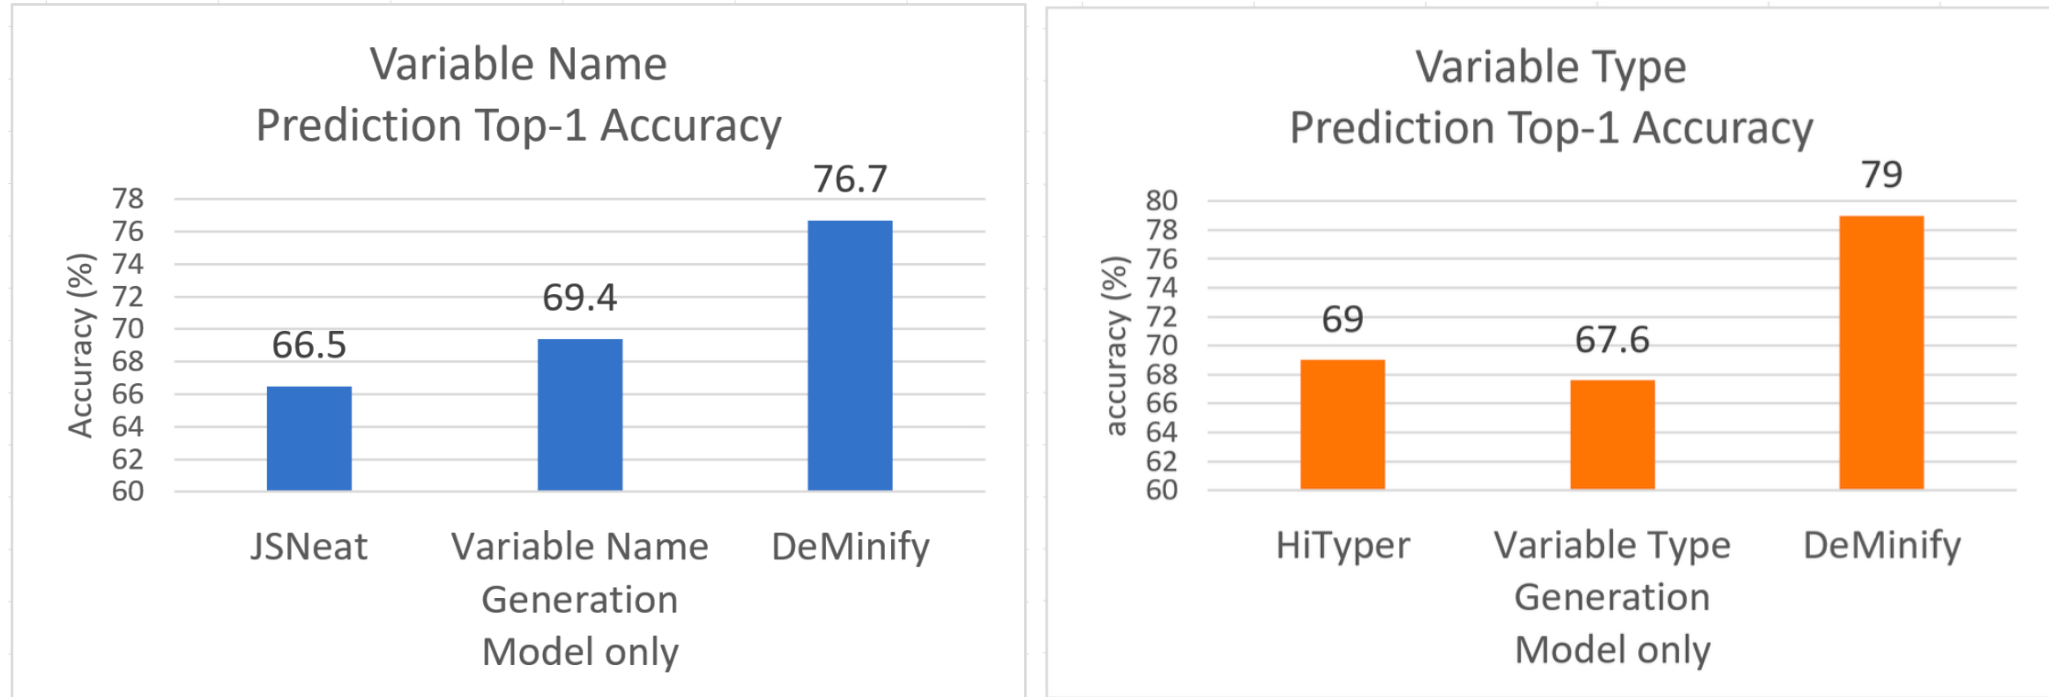 Variable Name
Prediction Top-1 Accuracy
76.7
69.4
66.5
78
76
74
72
70
68
66
64
62
60
Accuracy (%)
JSNeat
Variable Name
Generation
Model only
DeMinify
Variable Type
Prediction Top-1 Accuracy
79
69
67.6
80
78
76
74
72
70
68
66
64
62
60
accuracy (%)
HiTyper
Variable Type
Generation
Model only
DeMinify